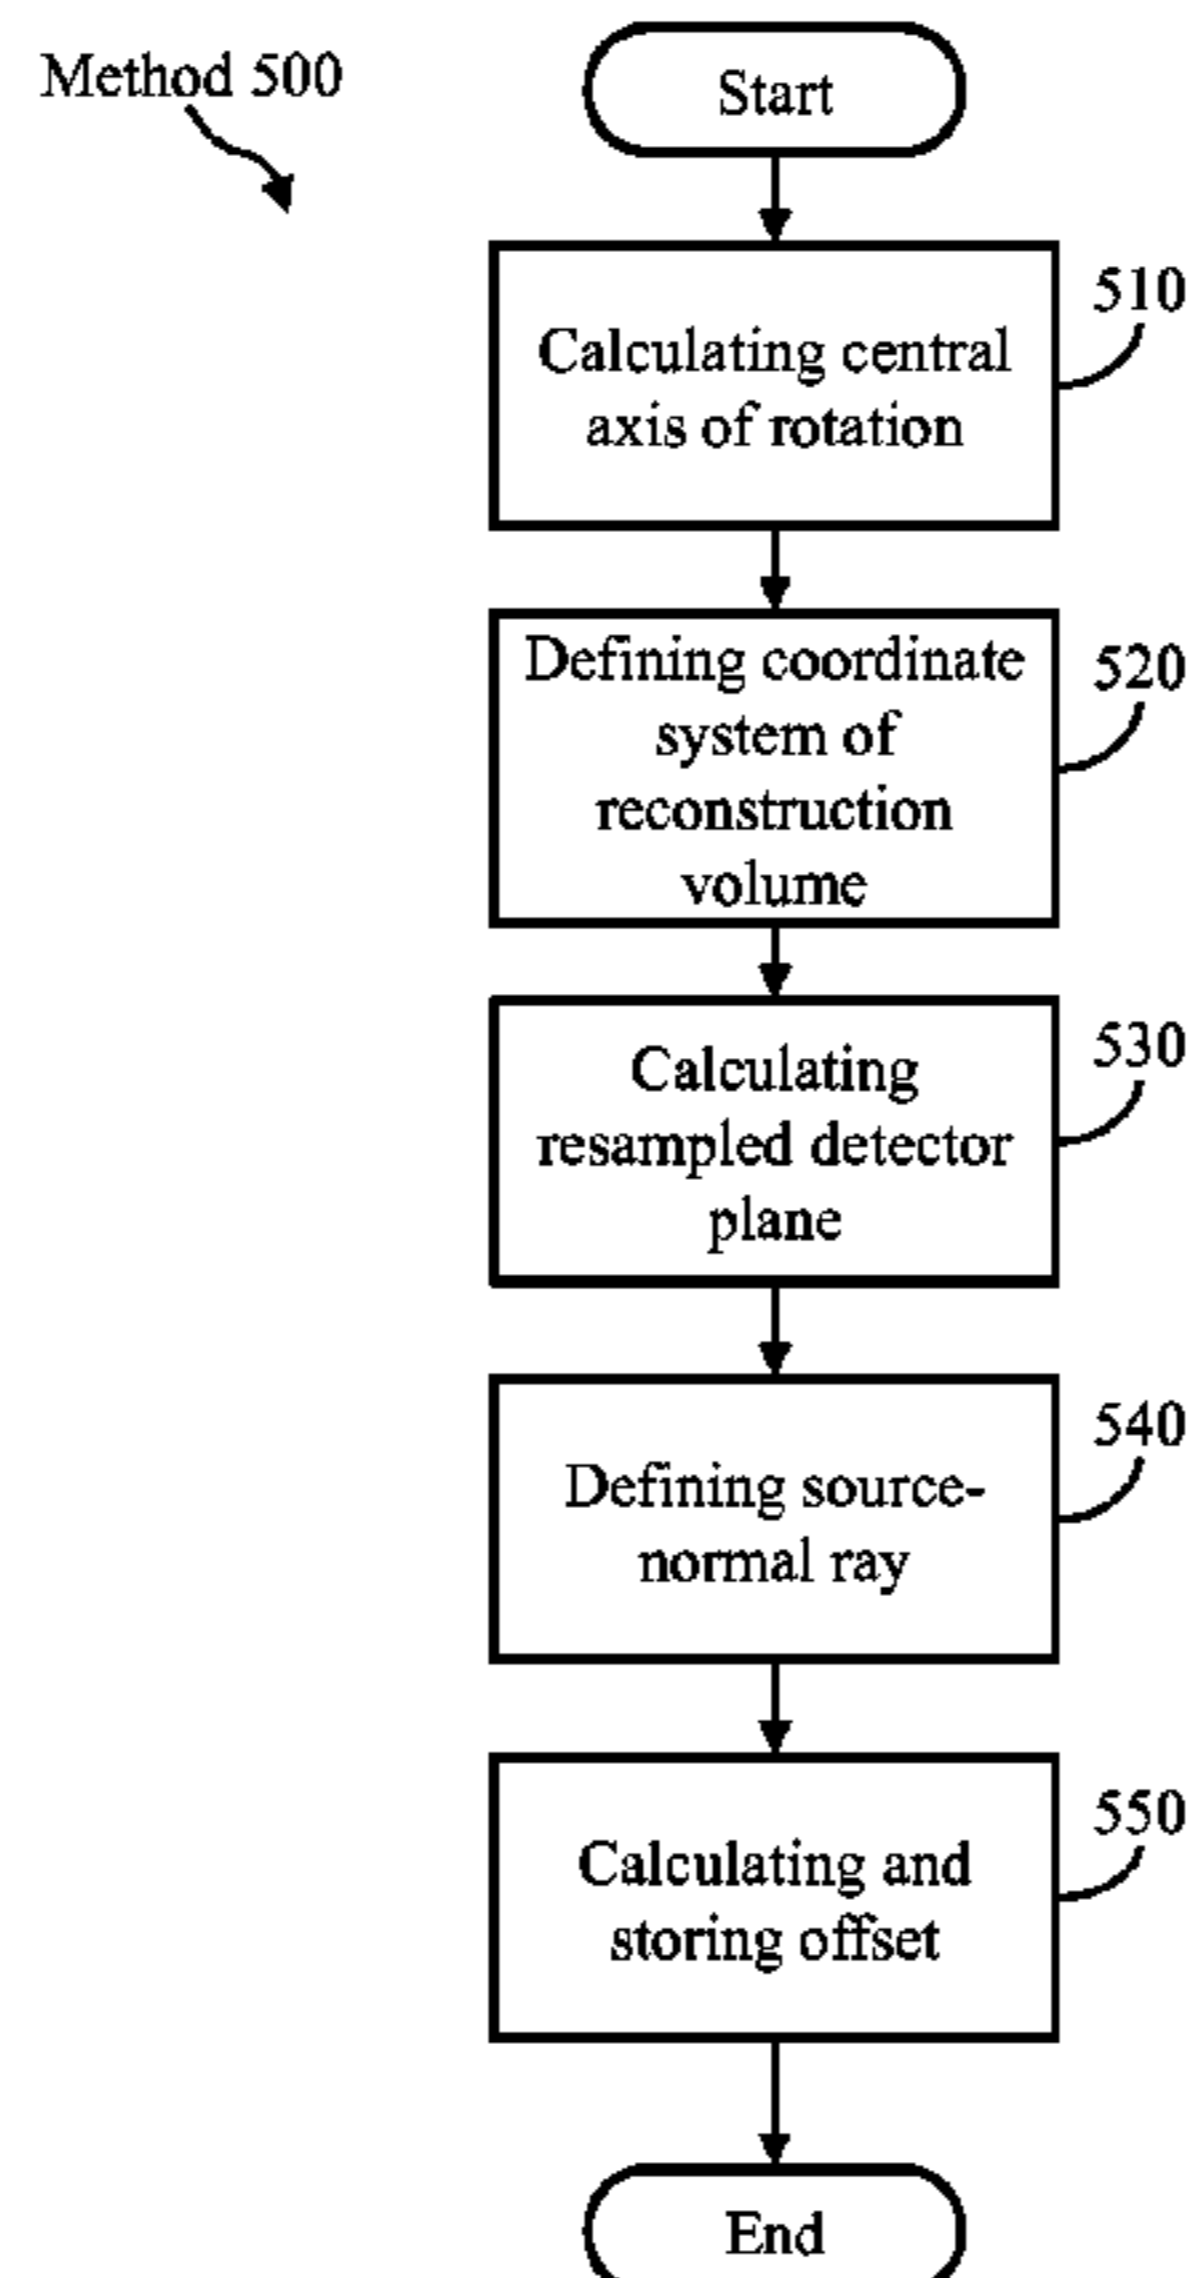 Method 500
Start
510
Calculating central
axis of rotation
520
Defining coordinate
system of
reconstruction
volume
530
Calculating
resampled detector
plane
540
Defining source-
normal ray
550
Calculating and
storing offset
End